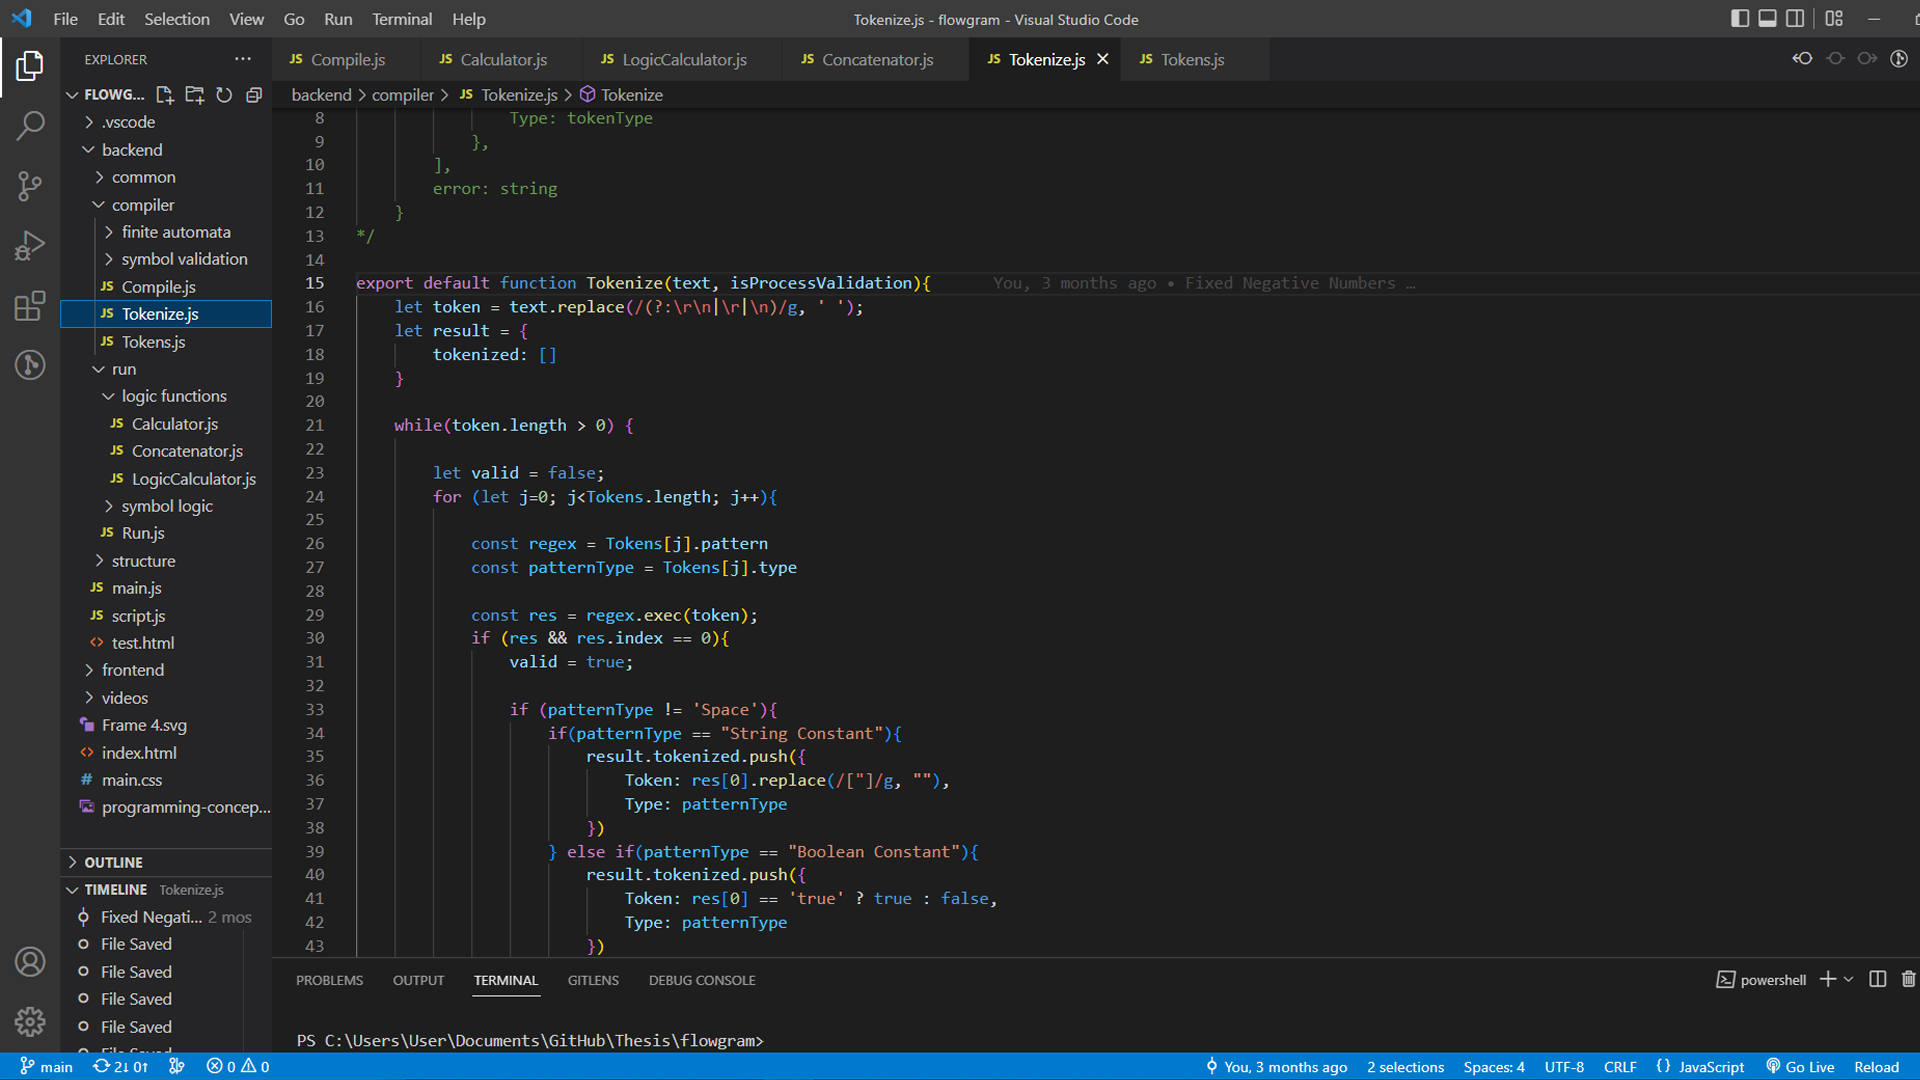 File Edit Selection View Go Run Terminal Help
Tokenize.js - flowgram - Visual Studio Code
EXPLORER ···
JS Compile.js
JS Calculator.js
JS LogicCalculator.js
JS Concatenator.js
JS Tokenize.js
JS Tokens.js
FLOWG...
backend > compiler > JS Tokenize.js > Tokenize
.vscode
backend
common
compiler
finite automata
symbol validation
JS Compile.js
JS Tokenize.js
JS Tokens.js
run
logic functions
JS Calculator.js
JS Concatenator.js
JS LogicCalculator.js
symbol logic
JS Run.js
structure
JS main.js
JS script.js
<> test.html
frontend
videos
Frame 4.svg
<> index.html
# main.css
programming-concep...
OUTLINE
TIMELINE Tokenize.js
Fixed Negati... 2 mos
File Saved
File Saved
File Saved
File Saved
8 Type: tokenType
9 },
10 ],
11 error: string
12 }
13 */
14
15 export default function Tokenize(text, isProcessValidation){ You, 3 months ago • Fixed Negative Numbers …
16 let token = text.replace(/(?:\r\n|\r|\n)/g, ' ');
17 let result = {
18 tokenized: []
19 }
20
21 while(token.length > 0) {
22
23 let valid = false;
24 for (let j=0; j<Tokens.length; j++){
25
26 const regex = Tokens[j].pattern
27 const patternType = Tokens[j].type
28
29 const res = regex.exec(token);
30 if (res && res.index == 0){
31 valid = true;
32
33 if (patternType != 'Space'){
34 if(patternType == "String Constant"){
35 result.tokenized.push({
36 Token: res[0].replace(/["]/g, ""),
37 Type: patternType
38 })
39 } else if(patternType == "Boolean Constant"){
40 result.tokenized.push({
41 Token: res[0] == 'true' ? true : false,
42 Type: patternType
43 })
PROBLEMS OUTPUT TERMINAL GITLENS DEBUG CONSOLE
powershell
PS C:\Users\User\Documents\GitHub\Thesis\flowgram>
main 2↓ 0↑ 0 0
You, 3 months ago 2 selections Spaces: 4 UTF-8 CRLF {} JavaScript Go Live Reload